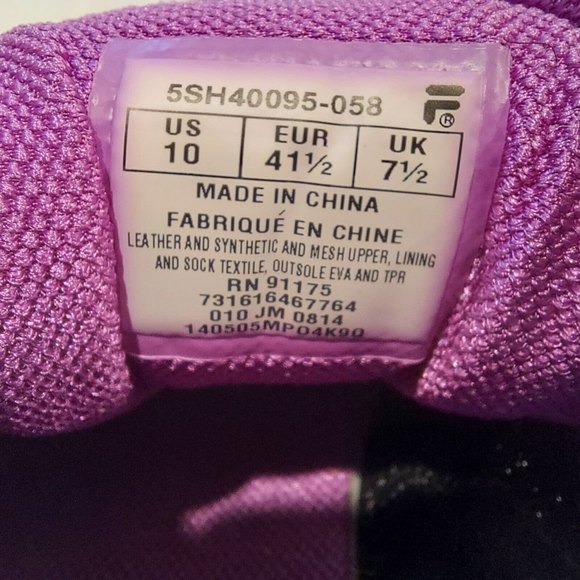 5SH40095-058
F®
US EUR UK
10 41½ 7½
MADE IN CHINA
FABRIQUÉ EN CHINE
LEATHER AND SYNTHETIC AND MESH UPPER, LINING
AND SOCK TEXTILE, OUTSOLE EVA AND TPR
RN 91175
731616467764
010 JM 0814
140505MPO4K9O